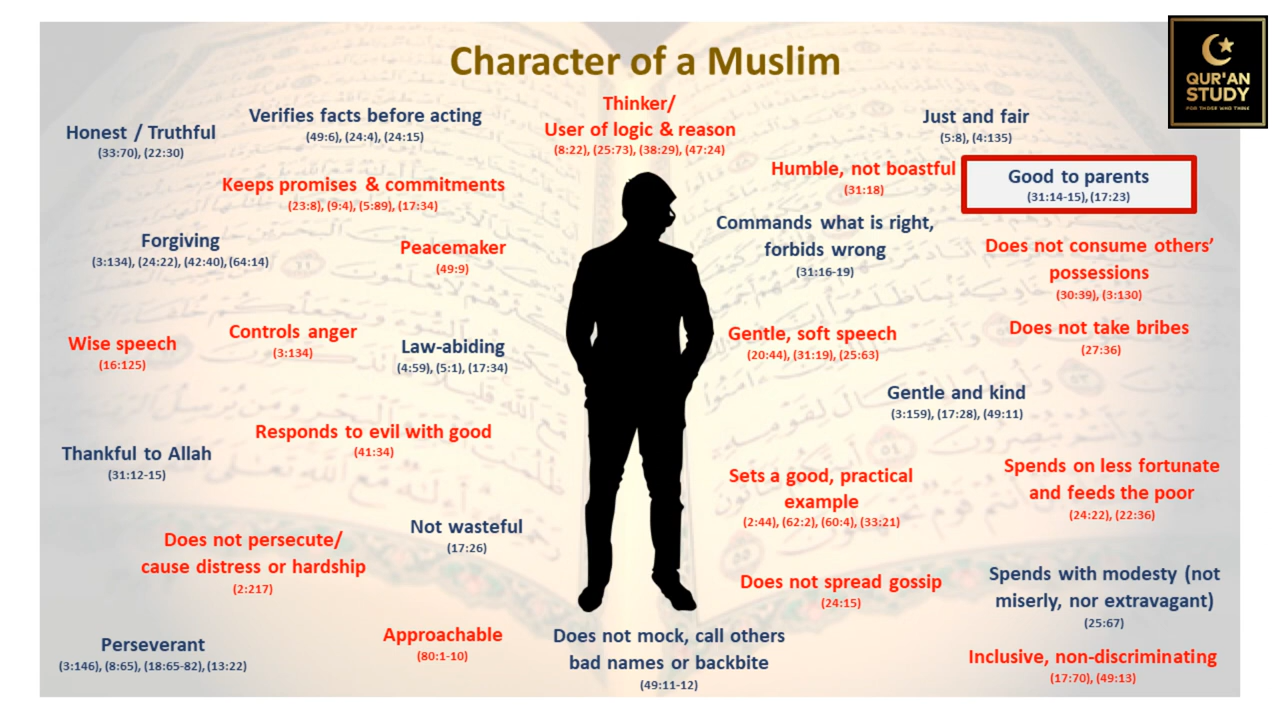 Character of a Muslim
QUR'AN
STUDY
FOR THOSE WHO THINK
Honest / Truthful
(33:70), (22:30)
Verifies facts before acting
(49:6), (24:4), (24:15)
Thinker/
User of logic & reason
(8:22), (25:73), (38:29), (47:24)
Just and fair
(5:8), (4:135)
Keeps promises & commitments
(23:8), (9:4), (5:89), (17:34)
Humble, not boastful
(31:18)
Good to parents
(31:14-15), (17:23)
Forgiving
(3:134), (24:22), (42:40), (64:14)
Peacemaker
(49:9)
Commands what is right,
forbids wrong
(31:16-19)
Does not consume others’
possessions
(30:39), (3:130)
Wise speech
(16:125)
Controls anger
(3:134)
Law-abiding
(4:59), (5:1), (17:34)
Gentle, soft speech
(20:44), (31:19), (25:63)
Does not take bribes
(27:36)
Gentle and kind
(3:159), (17:28), (49:11)
Thankful to Allah
(31:12-15)
Responds to evil with good
(41:34)
Sets a good, practical
example
(2:44), (62:2), (60:4), (33:21)
Spends on less fortunate
and feeds the poor
(24:22), (22:36)
Does not persecute/
cause distress or hardship
(2:217)
Not wasteful
(17:26)
Does not spread gossip
(24:15)
Spends with modesty (not
miserly, nor extravagant)
(25:67)
Perseverant
(3:146), (8:65), (18:65-82), (13:22)
Approachable
(80:1-10)
Does not mock, call others
bad names or backbite
(49:11-12)
Inclusive, non-discriminating
(17:70), (49:13)